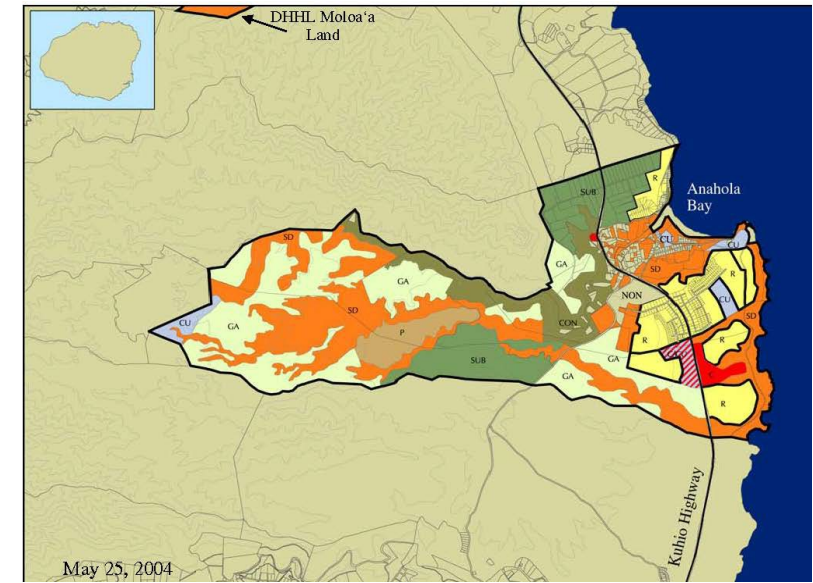 DHHL Moloa‘a
Land
SUB
R
Anahola
Bay
CU
CU
SD
GA
SD
GA
R
NON
CU
SD
P
CON
SD
CU
GA
R
R
SUB
GA
GA
R
Kuhio Highway
May 25, 2004